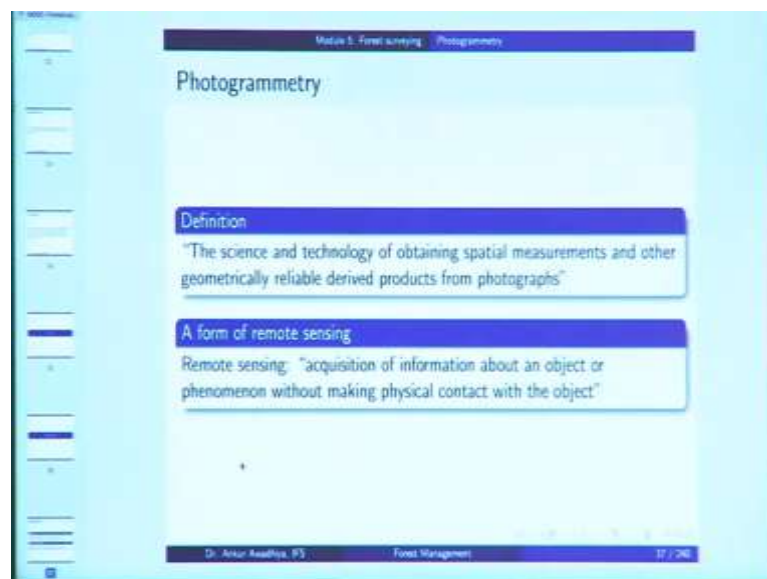 Module 5: Forest surveying Photogrammetry
Photogrammetry
Definition
"The science and technology of obtaining spatial measurements and other
geometrically reliable derived products from photographs"
A form of remote sensing
Remote sensing: "acquisition of information about an object or
phenomenon without making physical contact with the object"
Dr. Ankur Awadhiya, IFS Forest Management 37 / 240